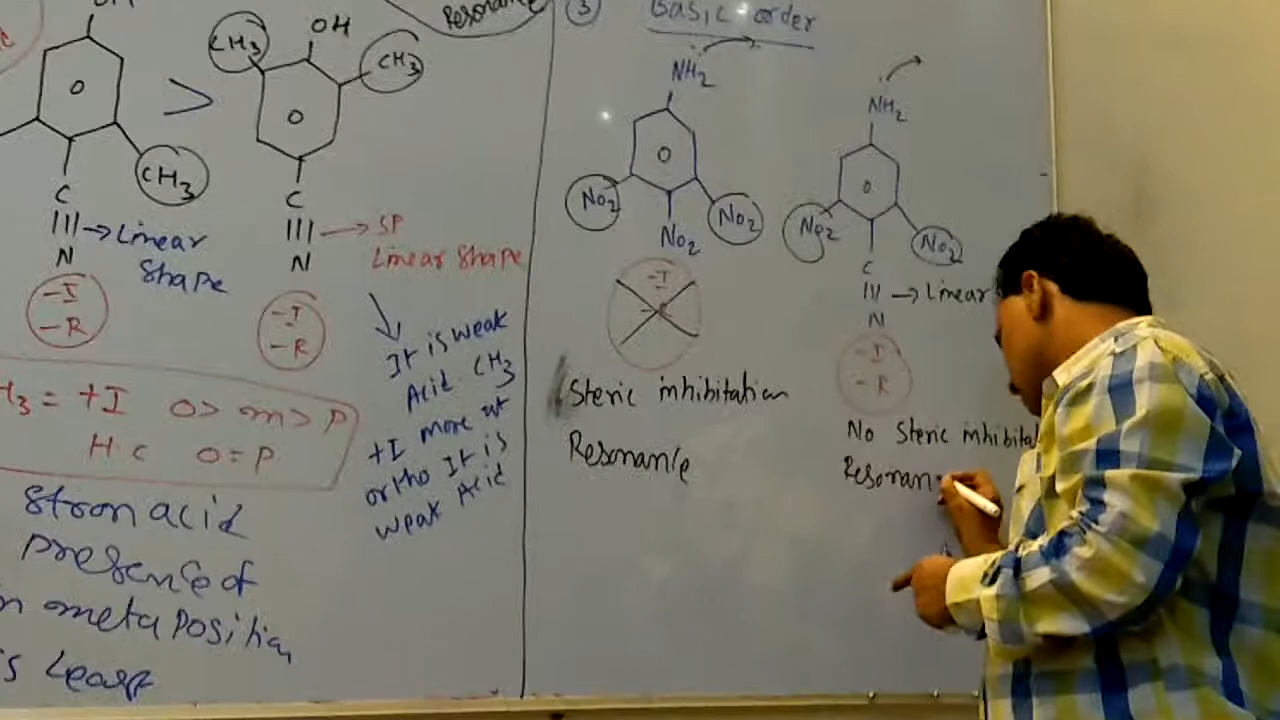 OH
CH3
OH
CH3
Resonance
O
>
O
CH3
C
N
→ Linear
Shape
-I
-R
C
N
→ SP
Linear Shape
-I
-R
It is weak
Acid CH3
+I more at
ortho It is
weak Acid
= +I O > m > P
H C O = P
Stron acid
presence of
meta Position
is Least
3 Basic order
NH2
O
NO2
NO2
NO2
-I
-R
Steric inhibitation
Resonance
NH2
O
NO2
NO2
C
N
→ Linear
-I
-R
No Steric inhibita
Resonan